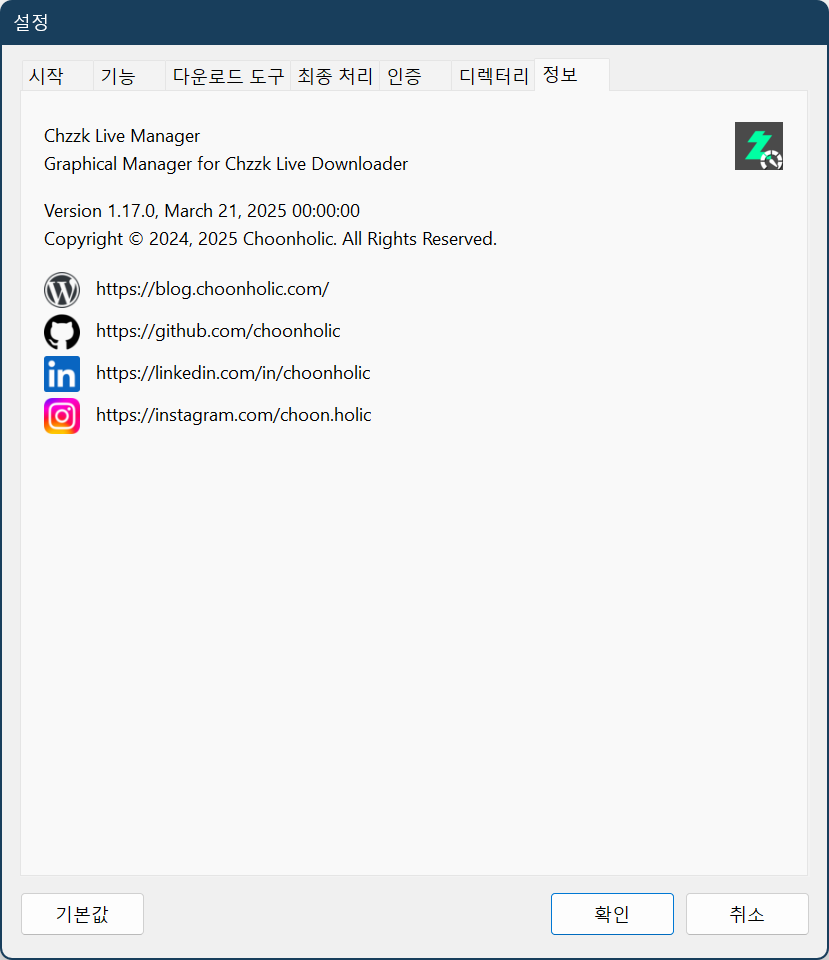 설정
시작 기능 다운로드 도구 최종 처리 인증 디렉터리 정보
Chzzk Live Manager
Graphical Manager for Chzzk Live Downloader
Version 1.17.0, March 21, 2025 00:00:00
Copyright © 2024, 2025 Choonholic. All Rights Reserved.
https://blog.choonholic.com/
https://github.com/choonholic
in https://linkedin.com/in/choonholic
https://instagram.com/choon.holic
기본값 확인 취소